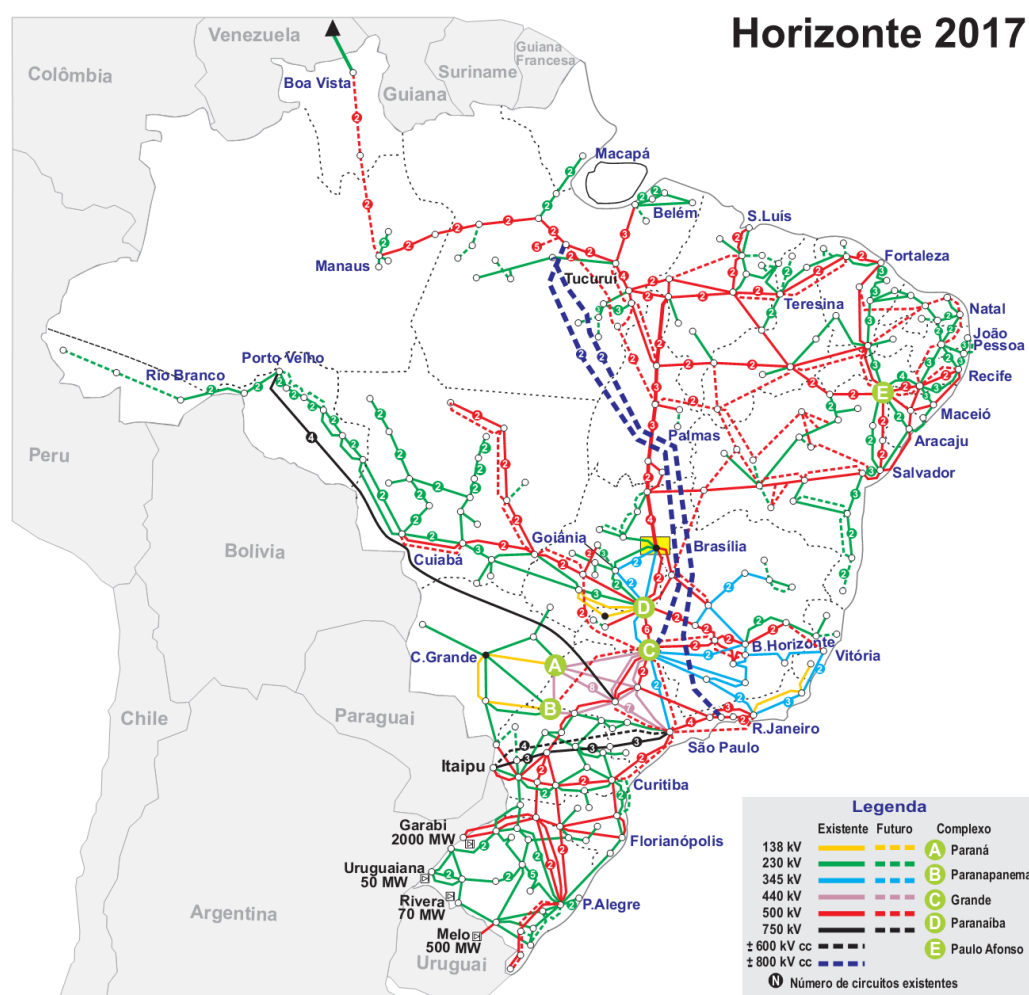 Horizonte 2017
Venezuela
Guiana
Francesa
Suriname
Colômbia
Boa Vista
Guiana
Macapá
Belém
S.Luís
Manaus
Fortaleza
Tucuruí
Teresina
Natal
João
Pessoa
Porto Velho
Rio Branco
Recife
E
Maceió
Palmas
Aracaju
Peru
Salvador
Goiânia
Brasília
Bolivia
Cuiabá
D
B.Horizonte
C.Grande
A
C
Vitória
B
Chile
Paraguai
R.Janeiro
São Paulo
Itaipu
Curitiba
Garabi
2000 MW
Florianópolis
Uruguaiana
50 MW
Rivera
70 MW
P.Alegre
Argentina
Melo
500 MW
Uruguai
Legenda
Existente Futuro Complexo
138 kV
A Paraná
230 kV
345 kV
B Paranapanema
440 kV
C Grande
500 kV
D Paranaíba
750 kV
± 600 kV cc
E Paulo Afonso
± 800 kV cc
N Número de circuitos existentes